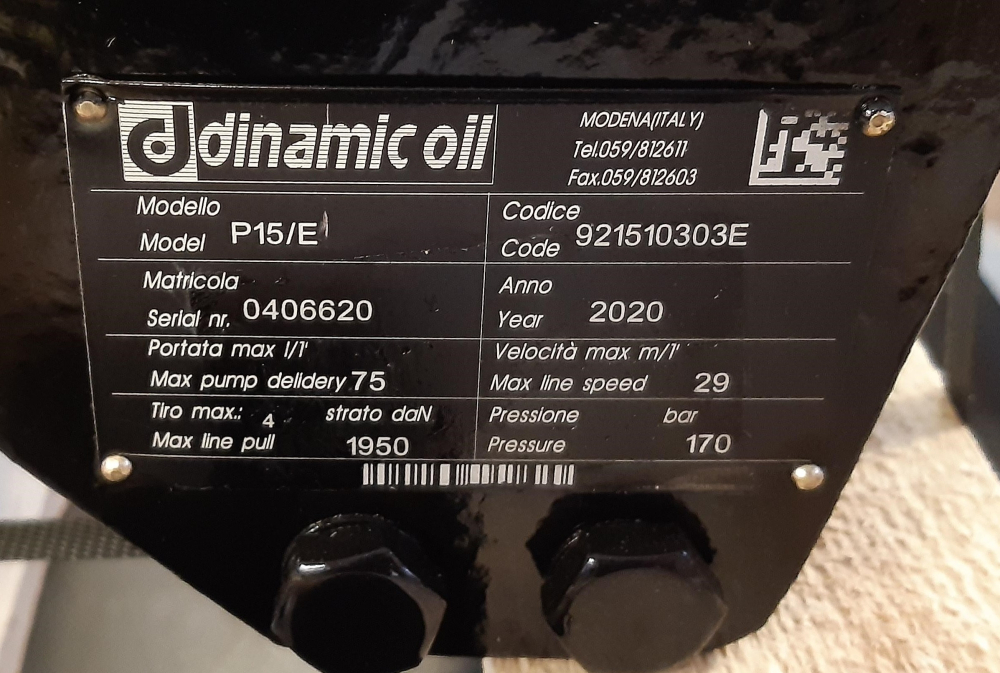 d dinamic oil
MODENA(ITALY)
Tel.059/812611
Fax.059/812603
Modello
Model P15/E
Codice
Code 921510303E
Matricola
Serial nr. 0406620
Anno
Year 2020
Portata max l/1'
Max pump delidery 75
Velocità max m/1'
Max line speed 29
Tiro max.: 4 strato daN
Max line pull 1950
Pressione bar
Pressure 170